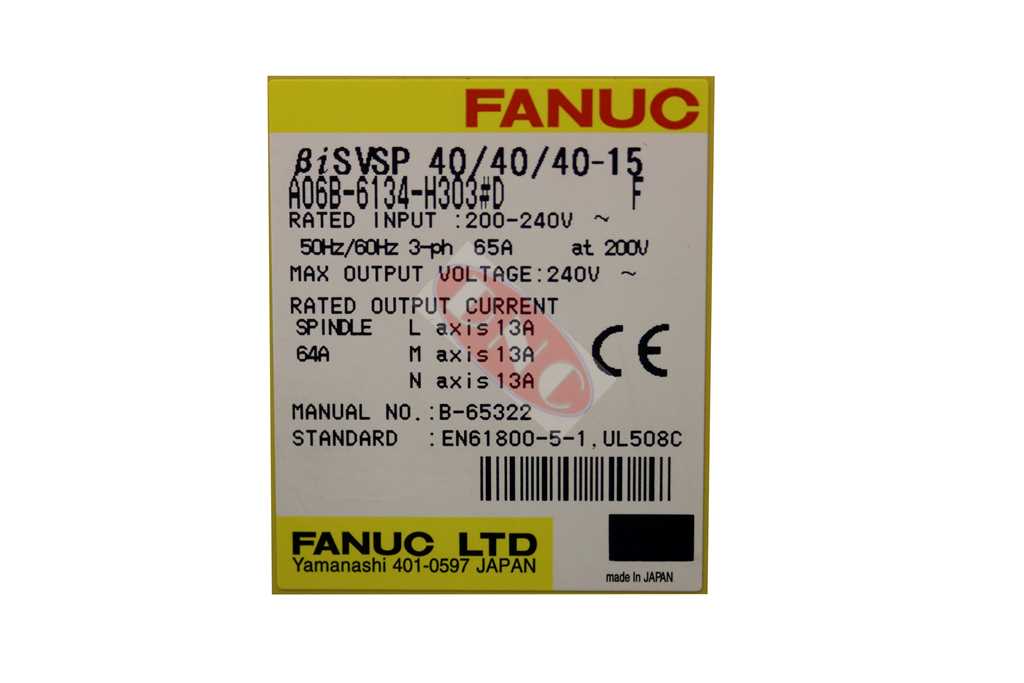 FANUC
βiSVSP 40/40/40-15
A06B-6134-H303#D F
RATED INPUT :200-240V ~
50Hz/60Hz 3-ph 65A at 200V
MAX OUTPUT VOLTAGE:240V ~
RATED OUTPUT CURRENT
SPINDLE L axis 13A
64A M axis 13A
N axis 13A
CE
MANUAL NO.:B-65322
STANDARD :EN61800-5-1,UL508C
FANUC LTD
Yamanashi 401-0597 JAPAN
made In JAPAN